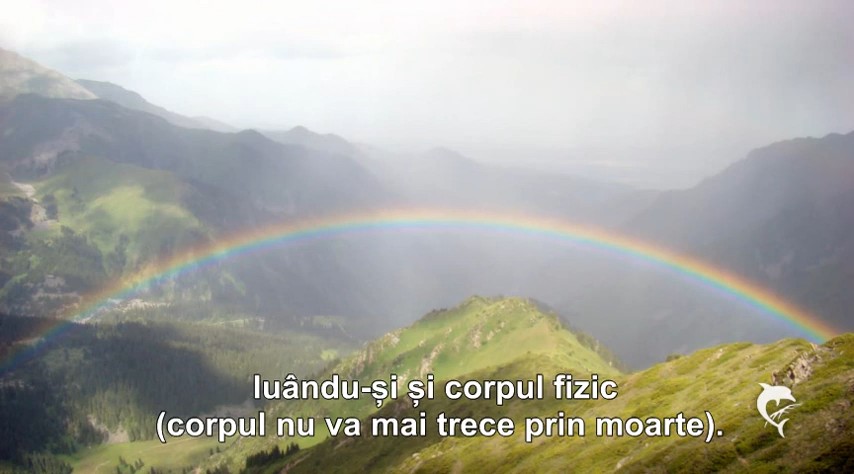 luându-și și corpul fizic
(corpul nu va mai trece prin moarte).